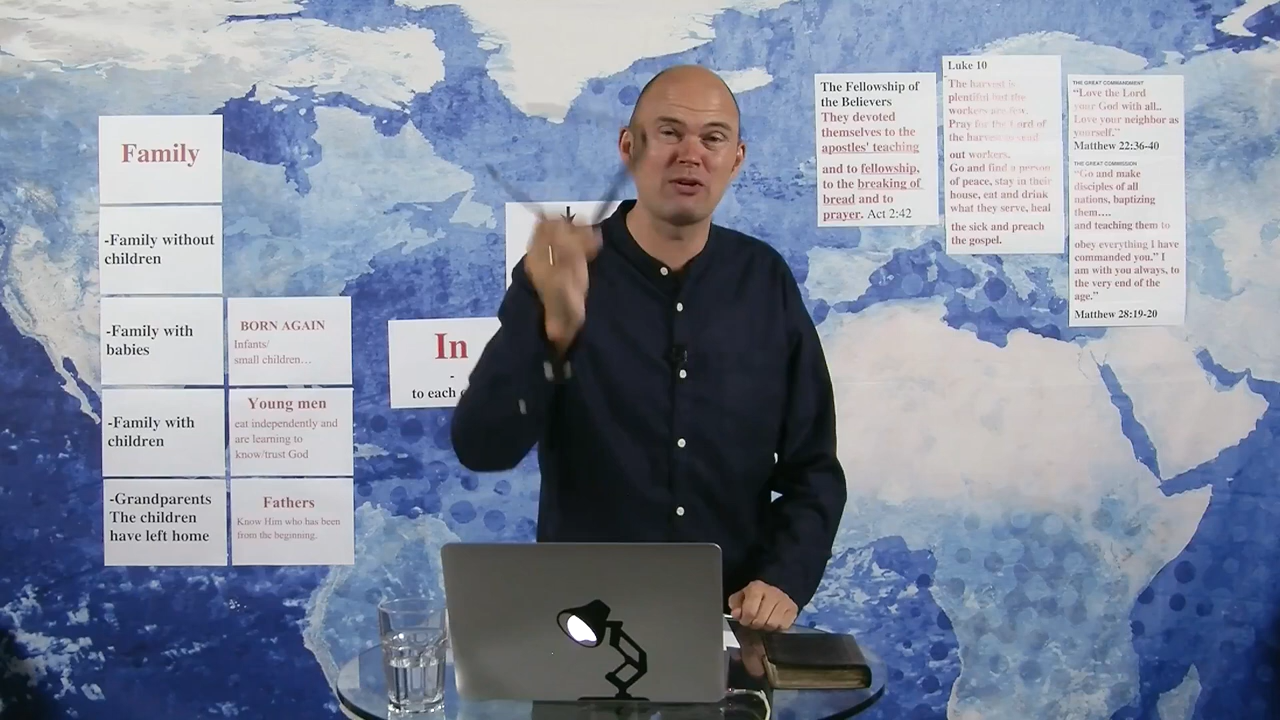 Family
-Family without
children
-Family with
babies
BORN AGAIN
Infants/
small children…
-Family with
children
Young men
eat independently and
are learning to
know/trust God
-Grandparents
The children
have left home
Fathers
Know Him who has been
from the beginning.
In
-
to each
The Fellowship of
the Believers
They devoted
themselves to the
apostles' teaching
and to fellowship,
to the breaking of
bread and to
prayer. Act 2:42
Luke 10
"The harvest is
plentiful but the
workers are few.
Pray for the Lord of
the harvest to send
out workers.
Go and find a person
of peace, stay in their
house, eat and drink
what they serve, heal
the sick and preach
the gospel.
THE GREAT COMMANDMENT
"Love the Lord
your God with all..
Love your neighbor as
yourself."
Matthew 22:36-40
THE GREAT COMMISSION
"Go and make
disciples of all
nations, baptizing
them….
and teaching them to
obey everything I have
commanded you." I
am with you always, to
the very end of the
age."
Matthew 28:19-20